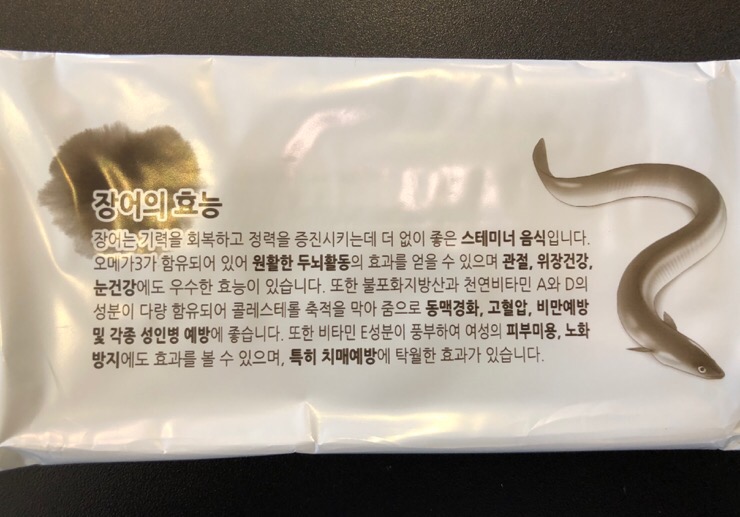 장어의 효능
장어는 기력을 회복하고 정력을 증진시키는데 더 없이 좋은 스테미너 음식입니다.
오메가3가 함유되어 있어 원활한 두뇌활동의 효과를 얻을 수 있으며 관절, 위장건강,
눈건강에도 우수한 효능이 있습니다. 또한 불포화지방산과 천연비타민 A와 D의
성분이 다량 함유되어 콜레스테롤 축적을 막아 줌으로 동맥경화, 고혈압, 비만예방
및 각종 성인병 예방에 좋습니다. 또한 비타민 E성분이 풍부하여 여성의 피부미용, 노화
방지에도 효과를 볼 수 있으며, 특히 치매예방에 탁월한 효과가 있습니다.